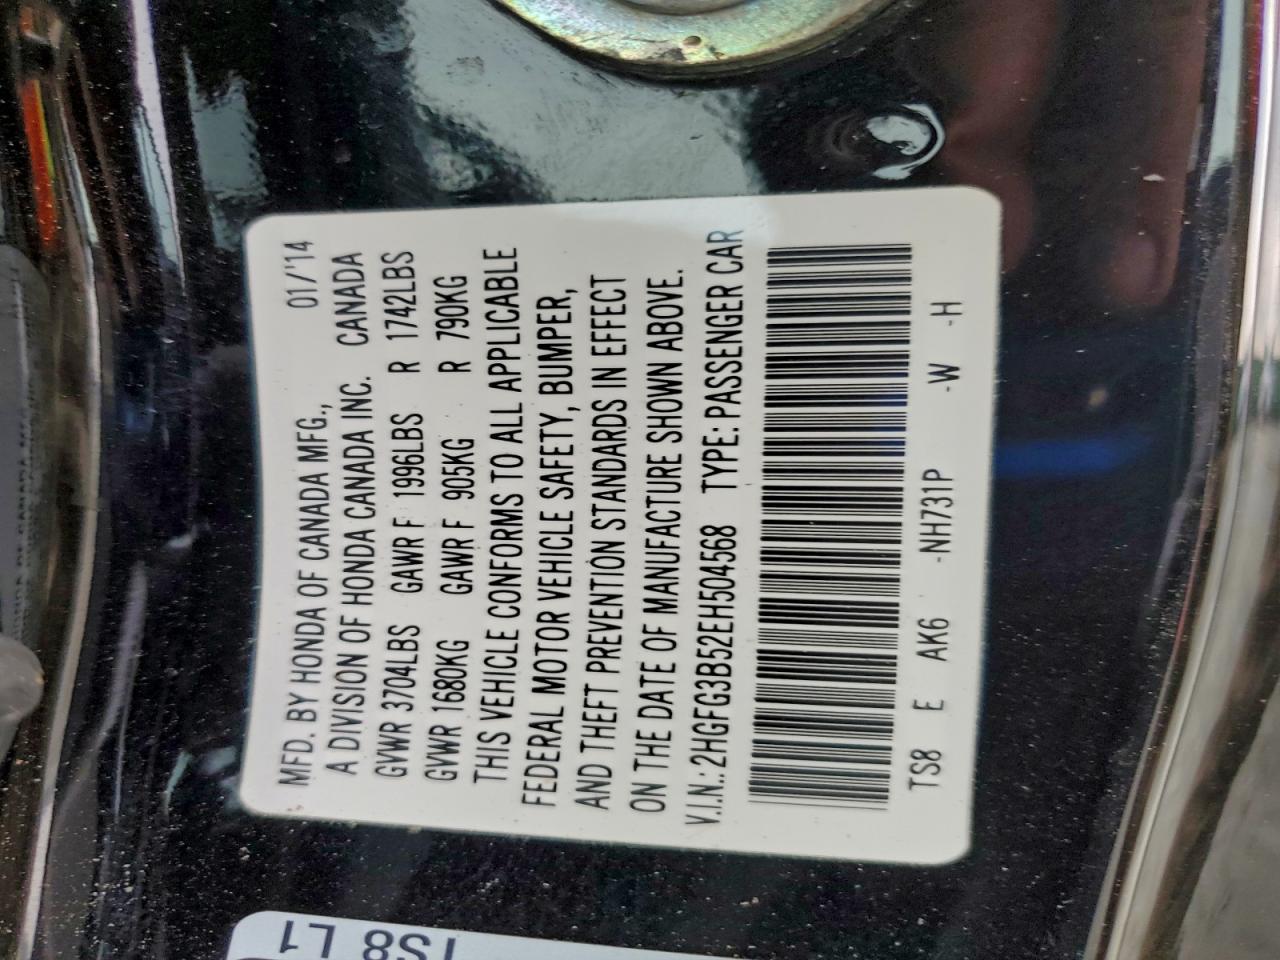 MFD. BY HONDA OF CANADA MFG., 01/'14
A DIVISION OF HONDA CANADA INC. CANADA
GVWR 3704LBS GAWR F 1996LBS R 1742LBS
GVWR 1680KG GAWR F 905KG R 790KG
THIS VEHICLE CONFORMS TO ALL APPLICABLE
FEDERAL MOTOR VEHICLE SAFETY, BUMPER,
AND THEFT PREVENTION STANDARDS IN EFFECT
ON THE DATE OF MANUFACTURE SHOWN ABOVE.
V.I.N.: 2HGFG3B52EH504568 TYPE: PASSENGER CAR
TS8 E AK6 -NH731P -W -H
TS8 L1